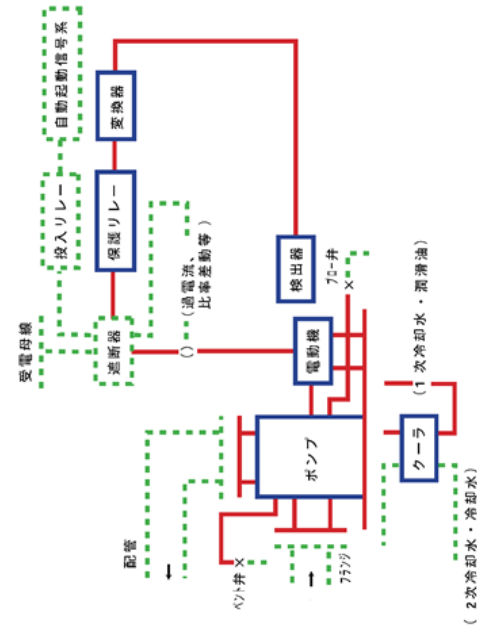 自動起動信号系
変換器
投入リレー
保護リレー
受電母線
遮断器
(過電流、
比率差動等)
( )
検出器
ブロー弁
×
電動機
ポンプ
配管
ベント弁
×
フランジ
クーラ
(1次冷却水・潤滑油)
(2次冷却水・冷却水)